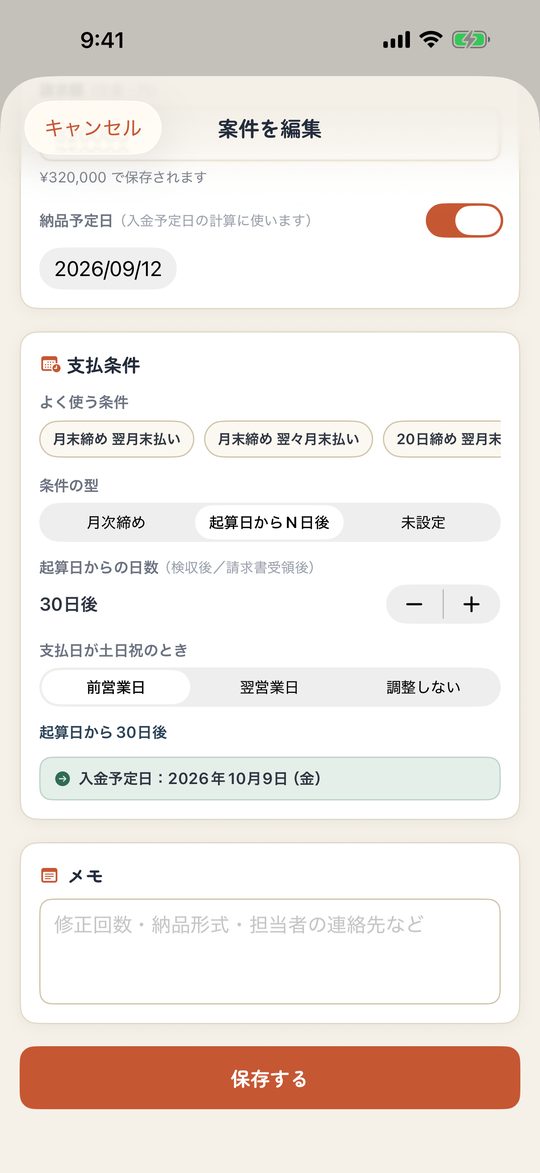 9:41
キャンセル
案件を編集
¥320,000 で保存されます
納品予定日（入金予定日の計算に使います）
2026/09/12
支払条件
よく使う条件
月末締め 翌月末払い
月末締め 翌々月末払い
20日締め 翌月末
条件の型
月次締め
起算日からN日後
未設定
起算日からの日数（検収後／請求書受領後）
30日後
支払日が土日祝のとき
前営業日
翌営業日
調整しない
起算日から30日後
入金予定日：2026年10月9日（金）
メモ
修正回数・納品形式・担当者の連絡先など
保存する